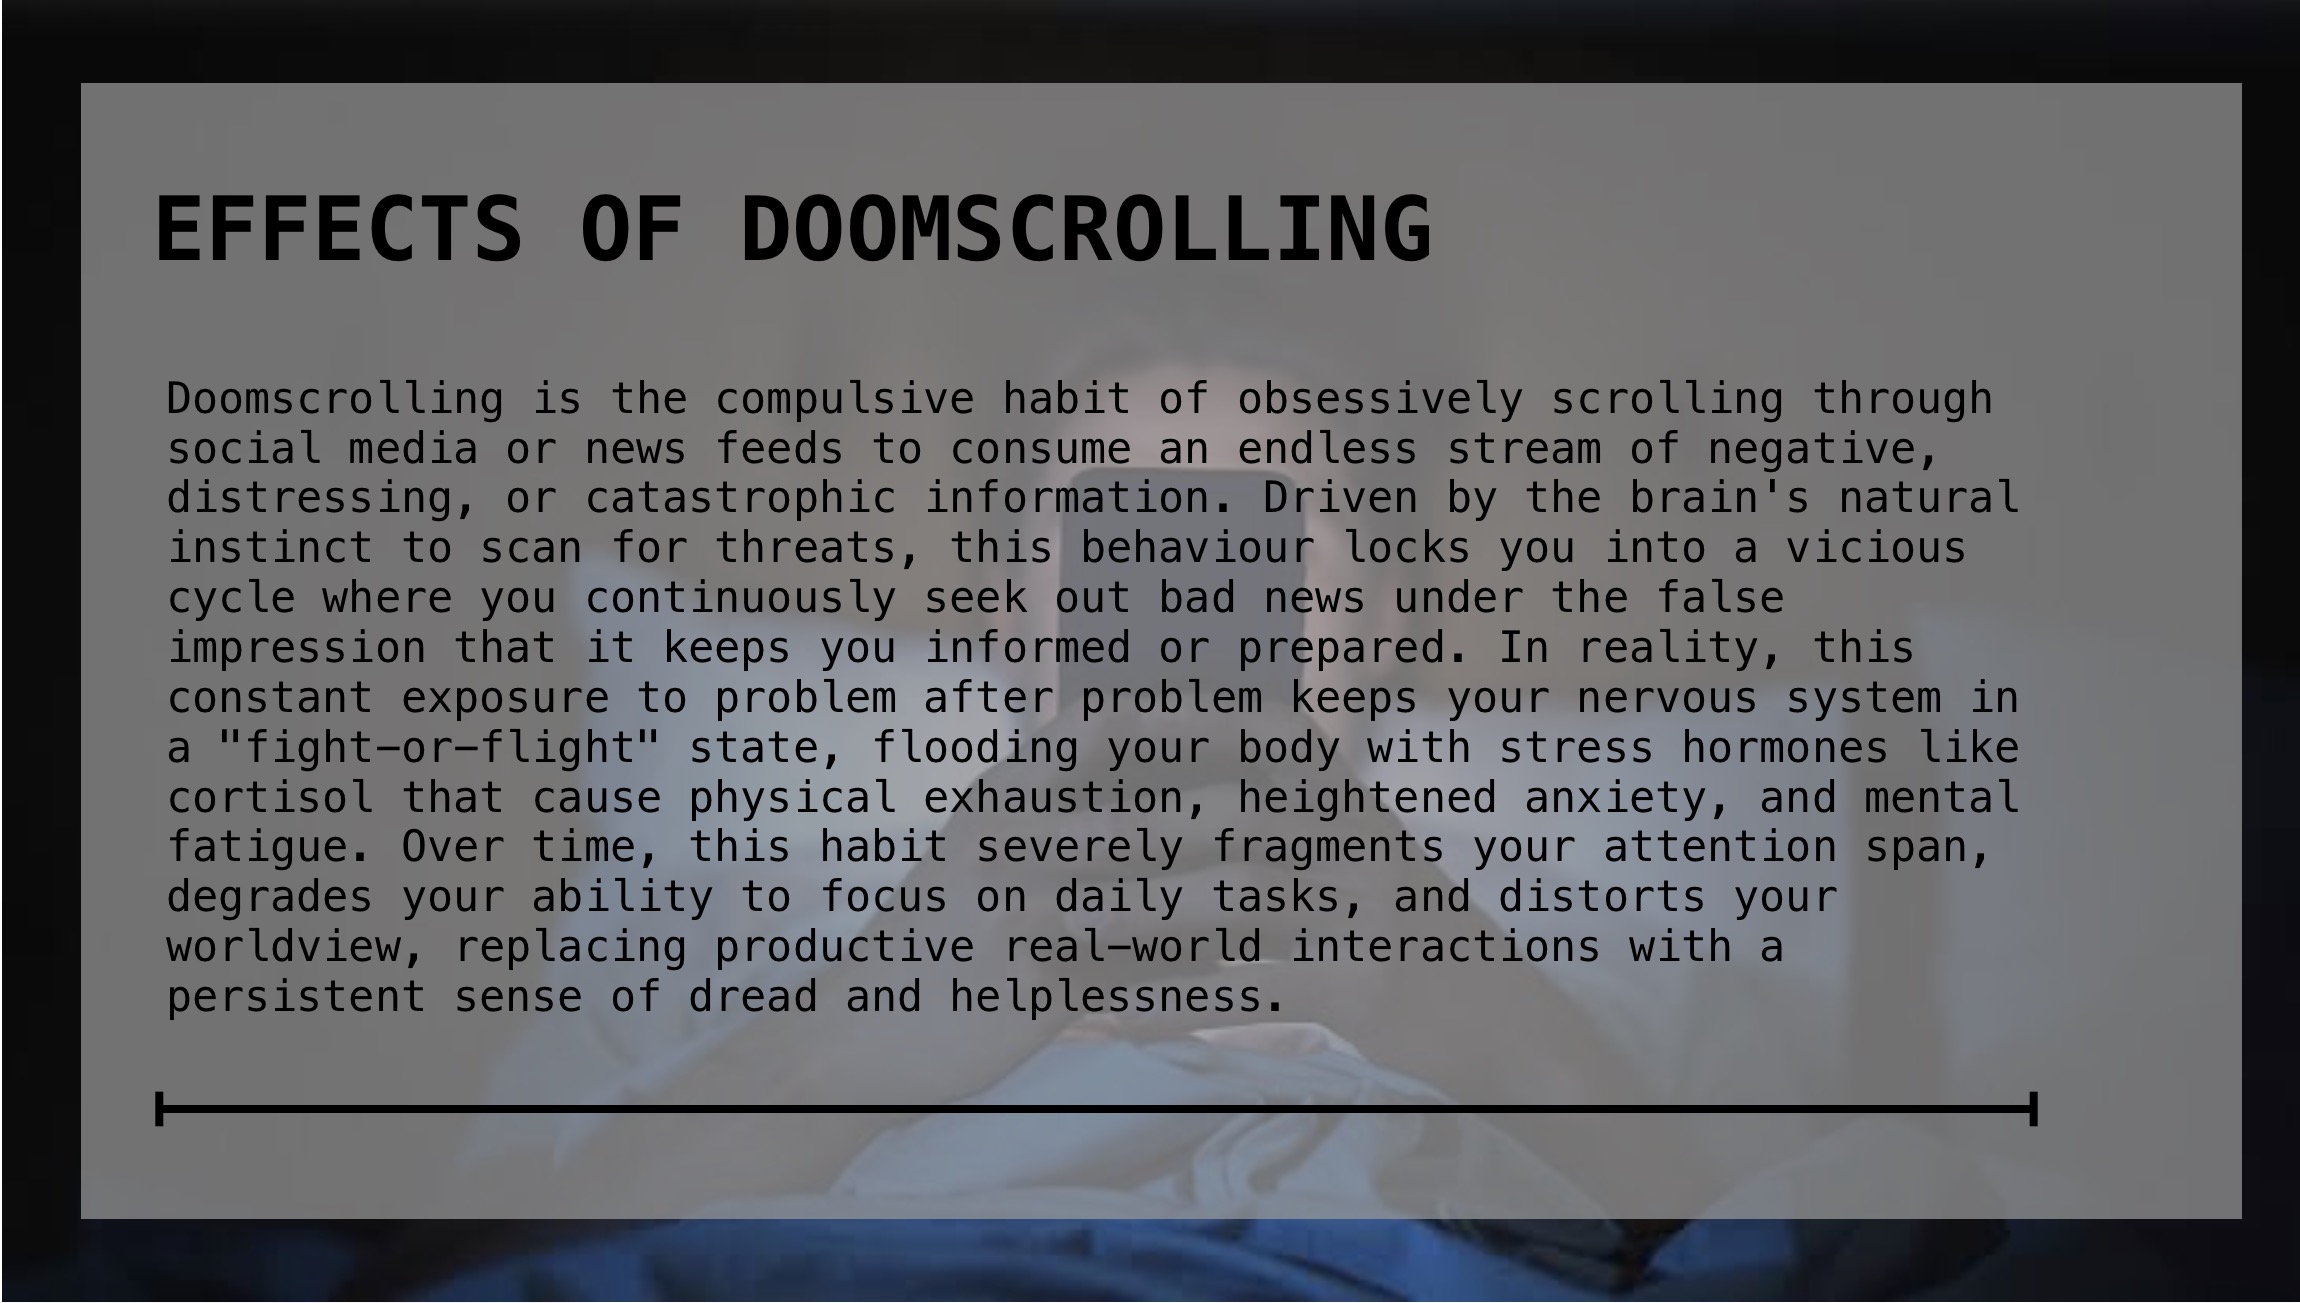 EFFECTS OF DOOMSCROLLING
Doomscrolling is the compulsive habit of obsessively scrolling through
social media or news feeds to consume an endless stream of negative,
distressing, or catastrophic information. Driven by the brain's natural
instinct to scan for threats, this behaviour locks you into a vicious
cycle where you continuously seek out bad news under the false
impression that it keeps you informed or prepared. In reality, this
constant exposure to problem after problem keeps your nervous system in
a "fight-or-flight" state, flooding your body with stress hormones like
cortisol that cause physical exhaustion, heightened anxiety, and mental
fatigue. Over time, this habit severely fragments your attention span,
degrades your ability to focus on daily tasks, and distorts your
worldview, replacing productive real-world interactions with a
persistent sense of dread and helplessness.